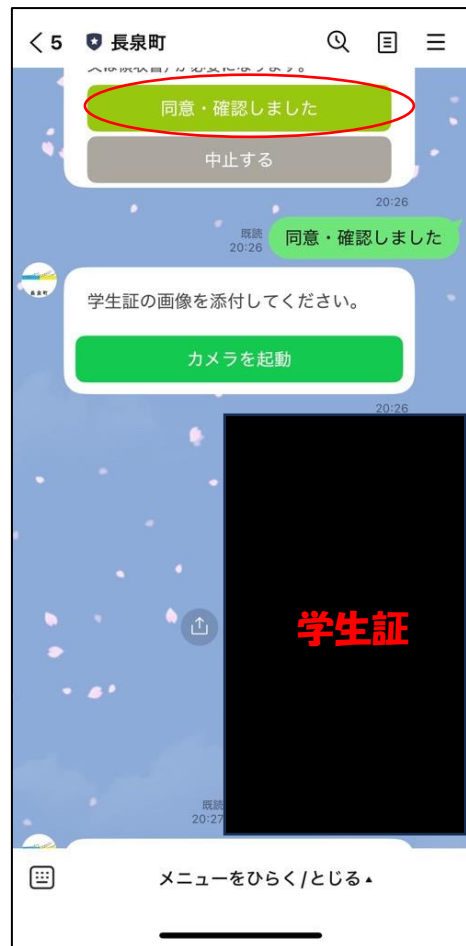 5 長泉町
同意・確認しました
中止する
20:26
既読
20:26
同意・確認しました
学生証の画像を添付してください。
カメラを起動
20:26
学生証
既読
20:27
メニューをひらく/とじる▲